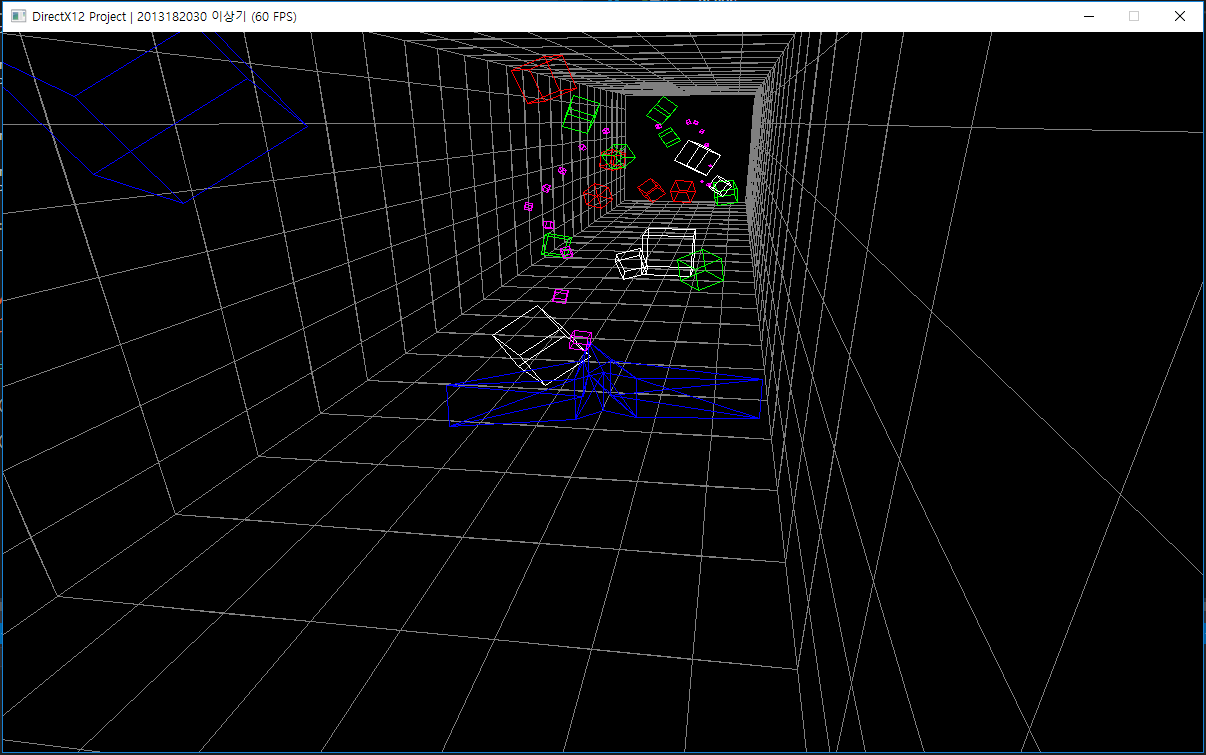 DirectX12 Project | 2013182030 이상기 (60 FPS)